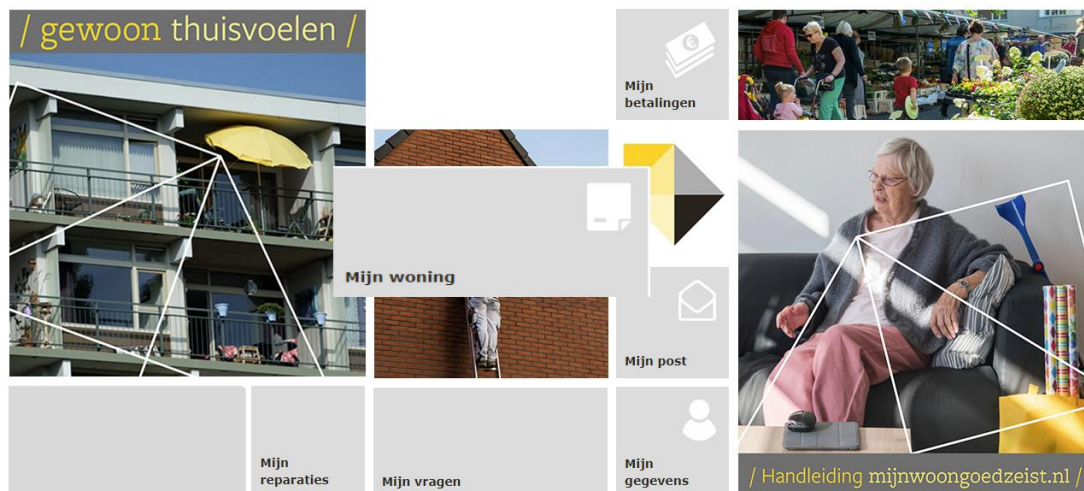 / gewoon thuisvoelen /
Mijn
betalingen
Mijn woning
Mijn post
Mijn
reparaties
Mijn vragen
Mijn
gegevens
/ Handleiding mijnwoongoedzeist.nl /